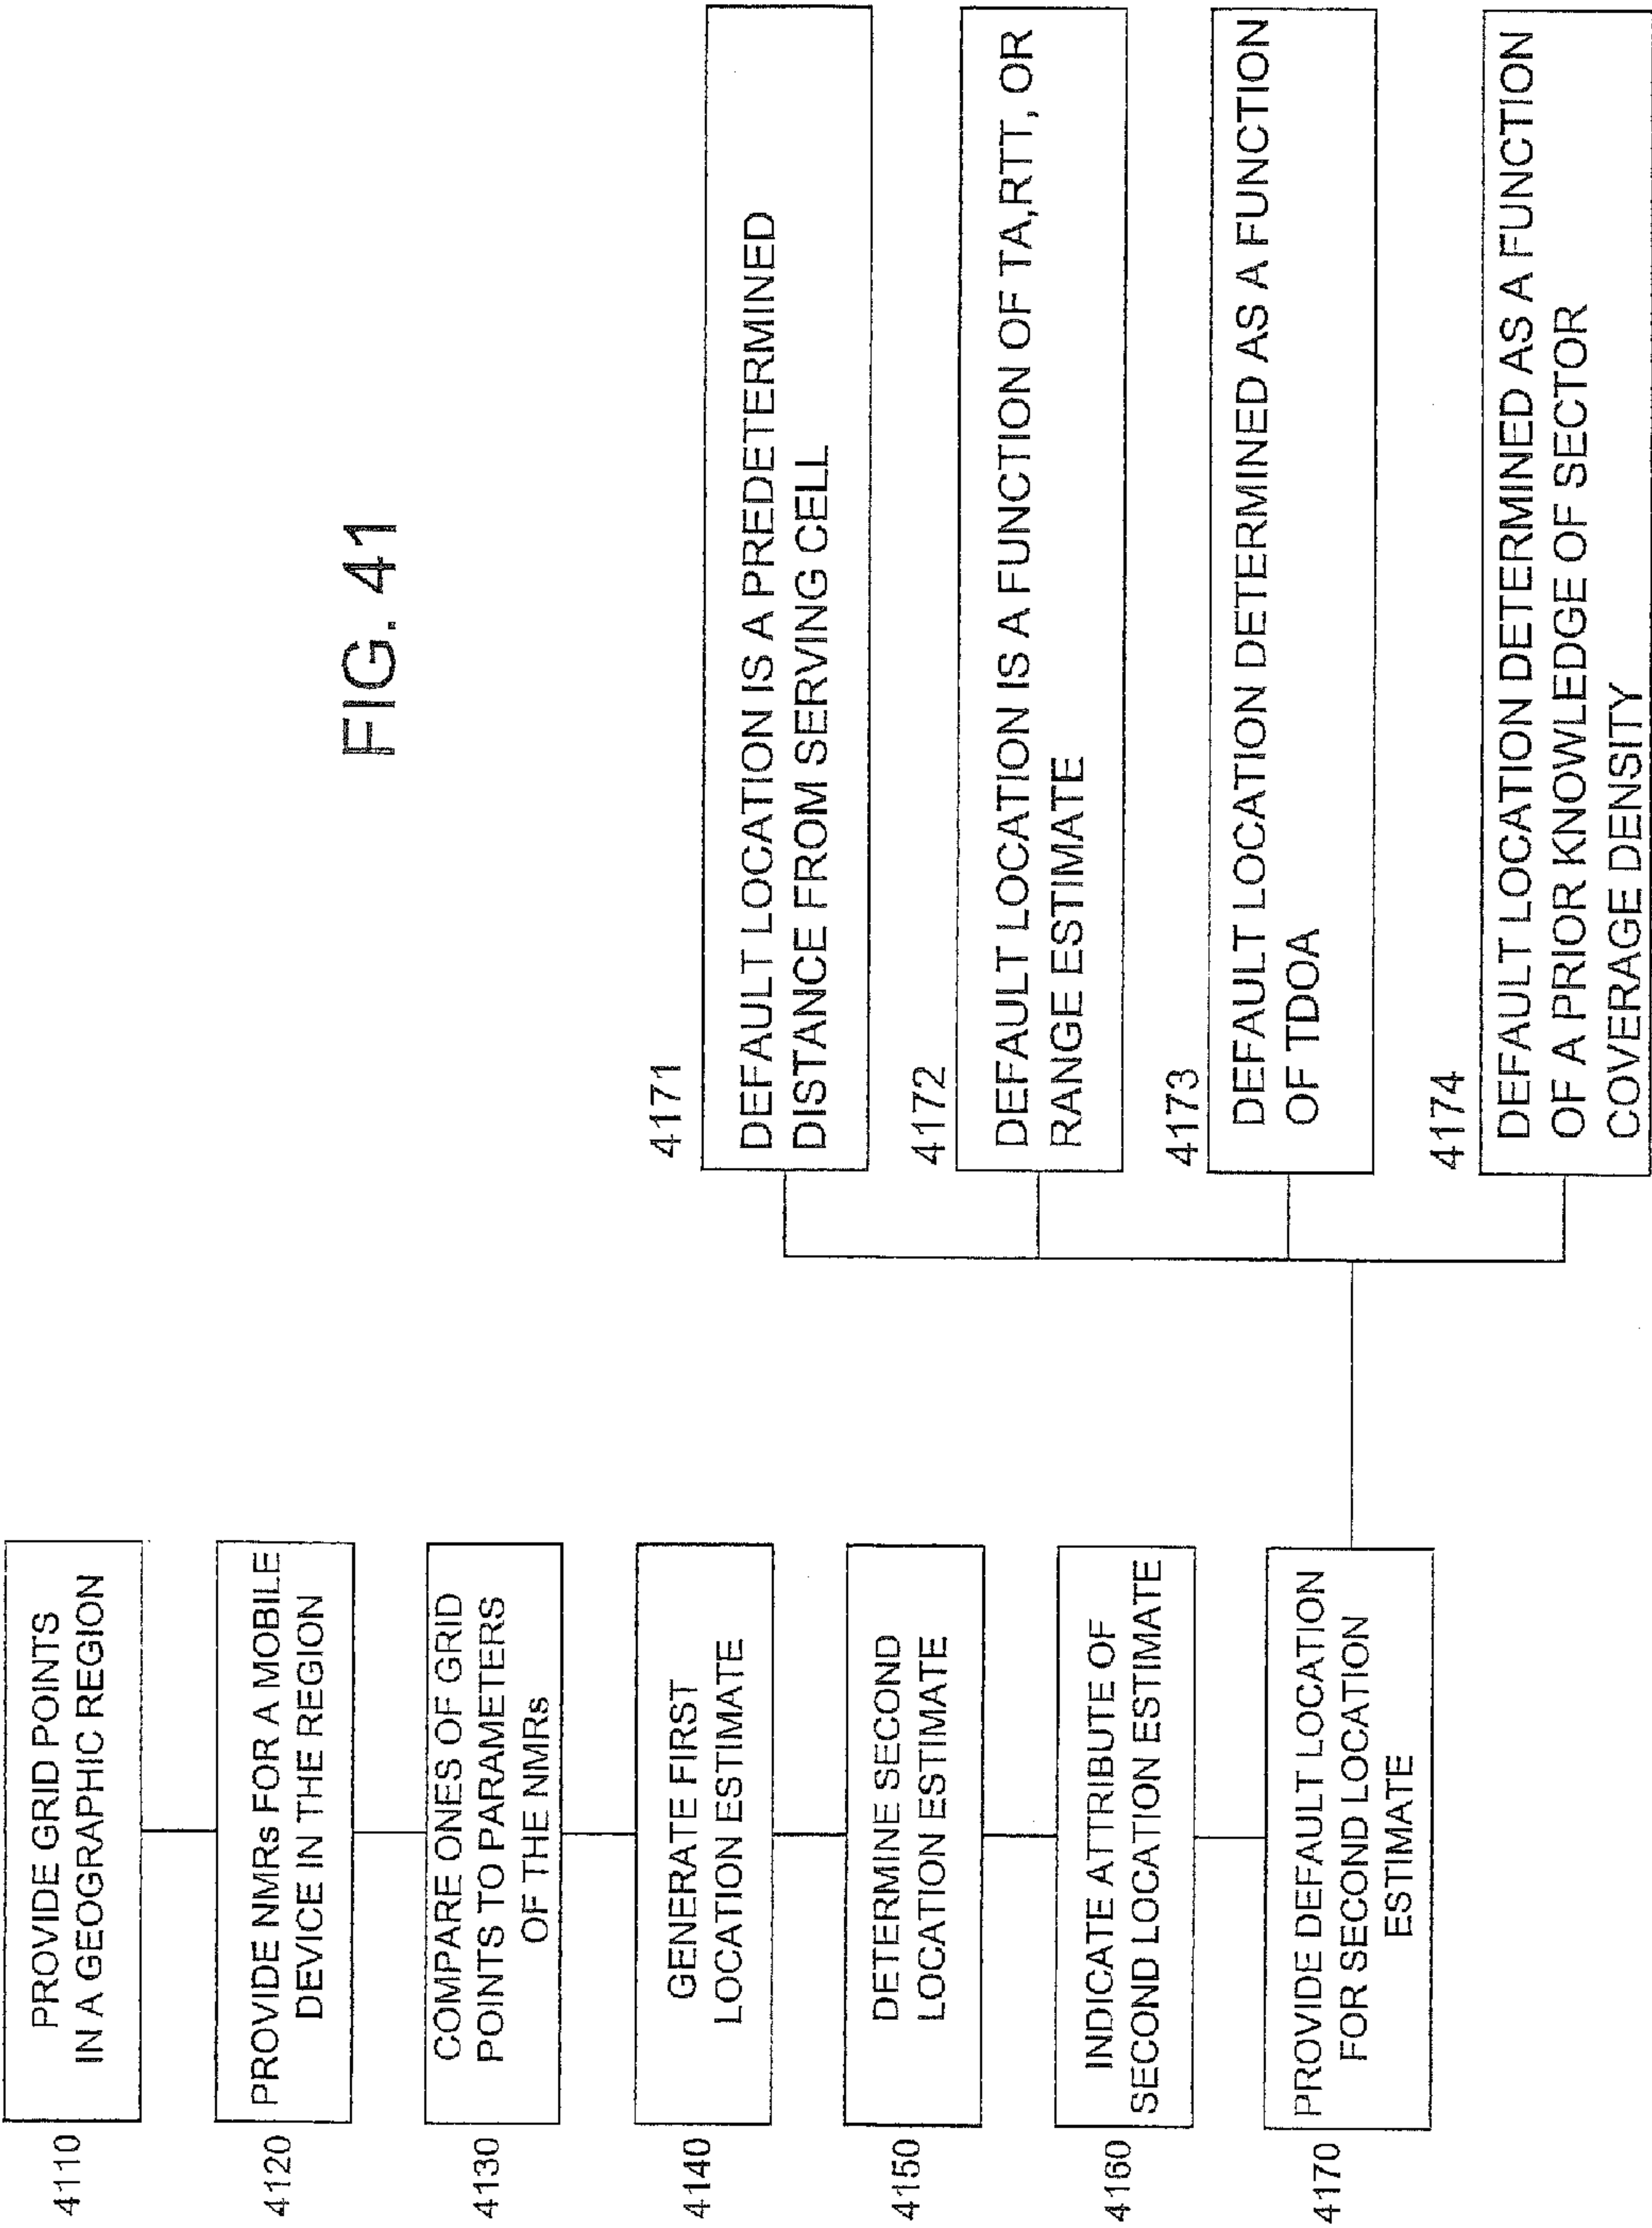 4110
PROVIDE GRID POINTS
IN A GEOGRAPHIC REGION
4120
PROVIDE NMRs FOR A MOBILE
DEVICE IN THE REGION
4130
COMPARE ONES OF GRID
POINTS TO PARAMETERS
OF THE NMRs
4140
GENERATE FIRST
LOCATION ESTIMATE
4150
DETERMINE SECOND
LOCATION ESTIMATE
4160
INDICATE ATTRIBUTE OF
SECOND LOCATION ESTIMATE
4170
PROVIDE DEFAULT LOCATION
FOR SECOND LOCATION
ESTIMATE
FIG. 41
4171
DEFAULT LOCATION IS A PREDETERMINED
DISTANCE FROM SERVING CELL
4172
DEFAULT LOCATION IS A FUNCTION OF TA,RTT, OR
RANGE ESTIMATE
4173
DEFAULT LOCATION DETERMINED AS A FUNCTION
OF TDOA
4174
DEFAULT LOCATION DETERMINED AS A FUNCTION
OF A PRIOR KNOWLEDGE OF SECTOR
COVERAGE DENSITY